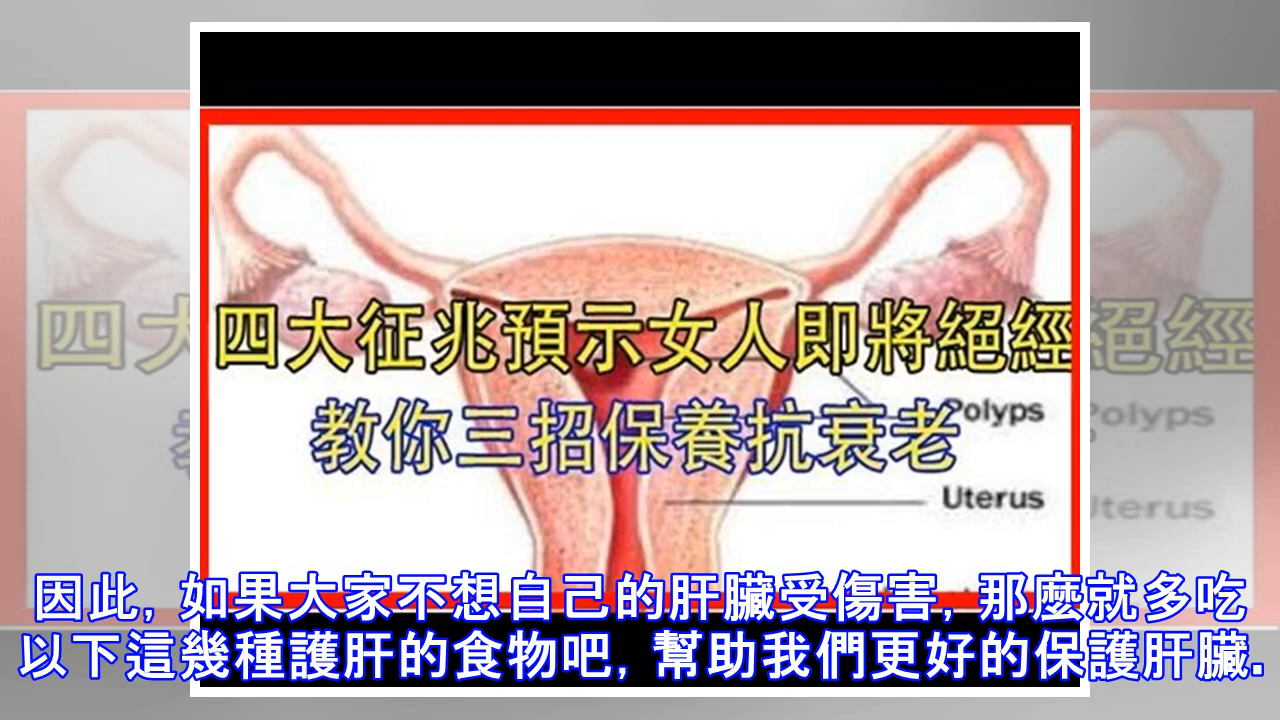 四大征兆預示女人即將絕經
Polyps
教你三招保養抗衰老
Uterus
因此, 如果大家不想自己的肝臟受傷害, 那麼就多吃
以下這幾種護肝的食物吧, 幫助我們更好的保護肝臟.